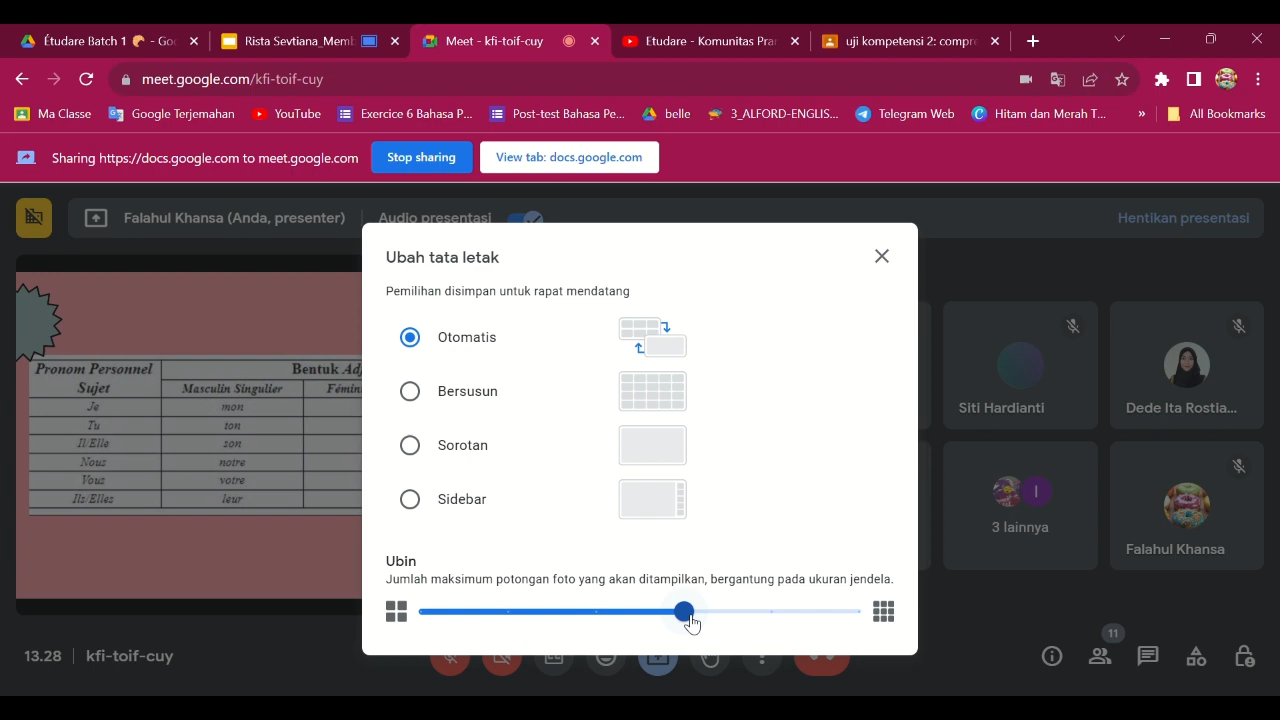 Étudare Batch 1 🥐 - Goo
Rista Sevtiana_Memb
Meet - kfi-toif-cuy
Etudare - Komunitas Prar
uji kompetensi 2: compre
meet.google.com/kfi-toif-cuy
Ma Classe
Google Terjemahan
YouTube
Exercice 6 Bahasa P...
Post-test Bahasa Pe...
belle
3_ALFORD-ENGLIS...
Telegram Web
Hitam dan Merah T...
»
All Bookmarks
Sharing https://docs.google.com to meet.google.com
Stop sharing
View tab: docs.google.com
Falahul Khansa (Anda, presenter)
Audio presentasi
Hentikan presentasi
Ubah tata letak
Pemilihan disimpan untuk rapat mendatang
Otomatis
Bersusun
Sorotan
Sidebar
Ubin
Jumlah maksimum potongan foto yang akan ditampilkan, bergantung pada ukuran jendela.
Pronom Personnel Sujet
Bentuk Adj
Masculin Singulier
Fémin
Je mon
Tu ton
Il/Elle son
Nous notre
Vous votre
Ils/Elles leur
Siti Hardianti
Dede Ita Rostia...
I
3 lainnya
Falahul Khansa
13.28
kfi-toif-cuy
11